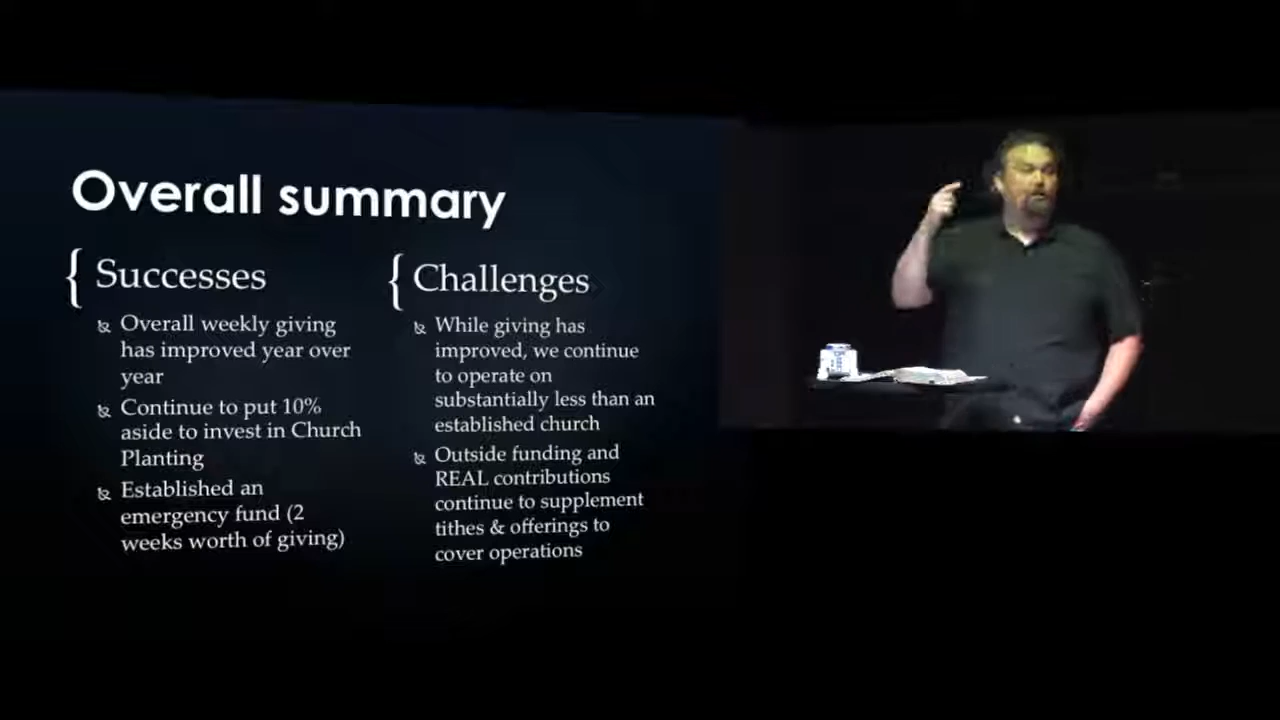 Overall summary
Successes
Overall weekly giving
has improved year over
year
Continue to put 10%
aside to invest in Church
Planting
Established an
emergency fund (2
weeks worth of giving)
Challenges
While giving has
improved, we continue
to operate on
substantially less than an
established church
Outside funding and
REAL contributions
continue to supplement
tithes & offerings to
cover operations